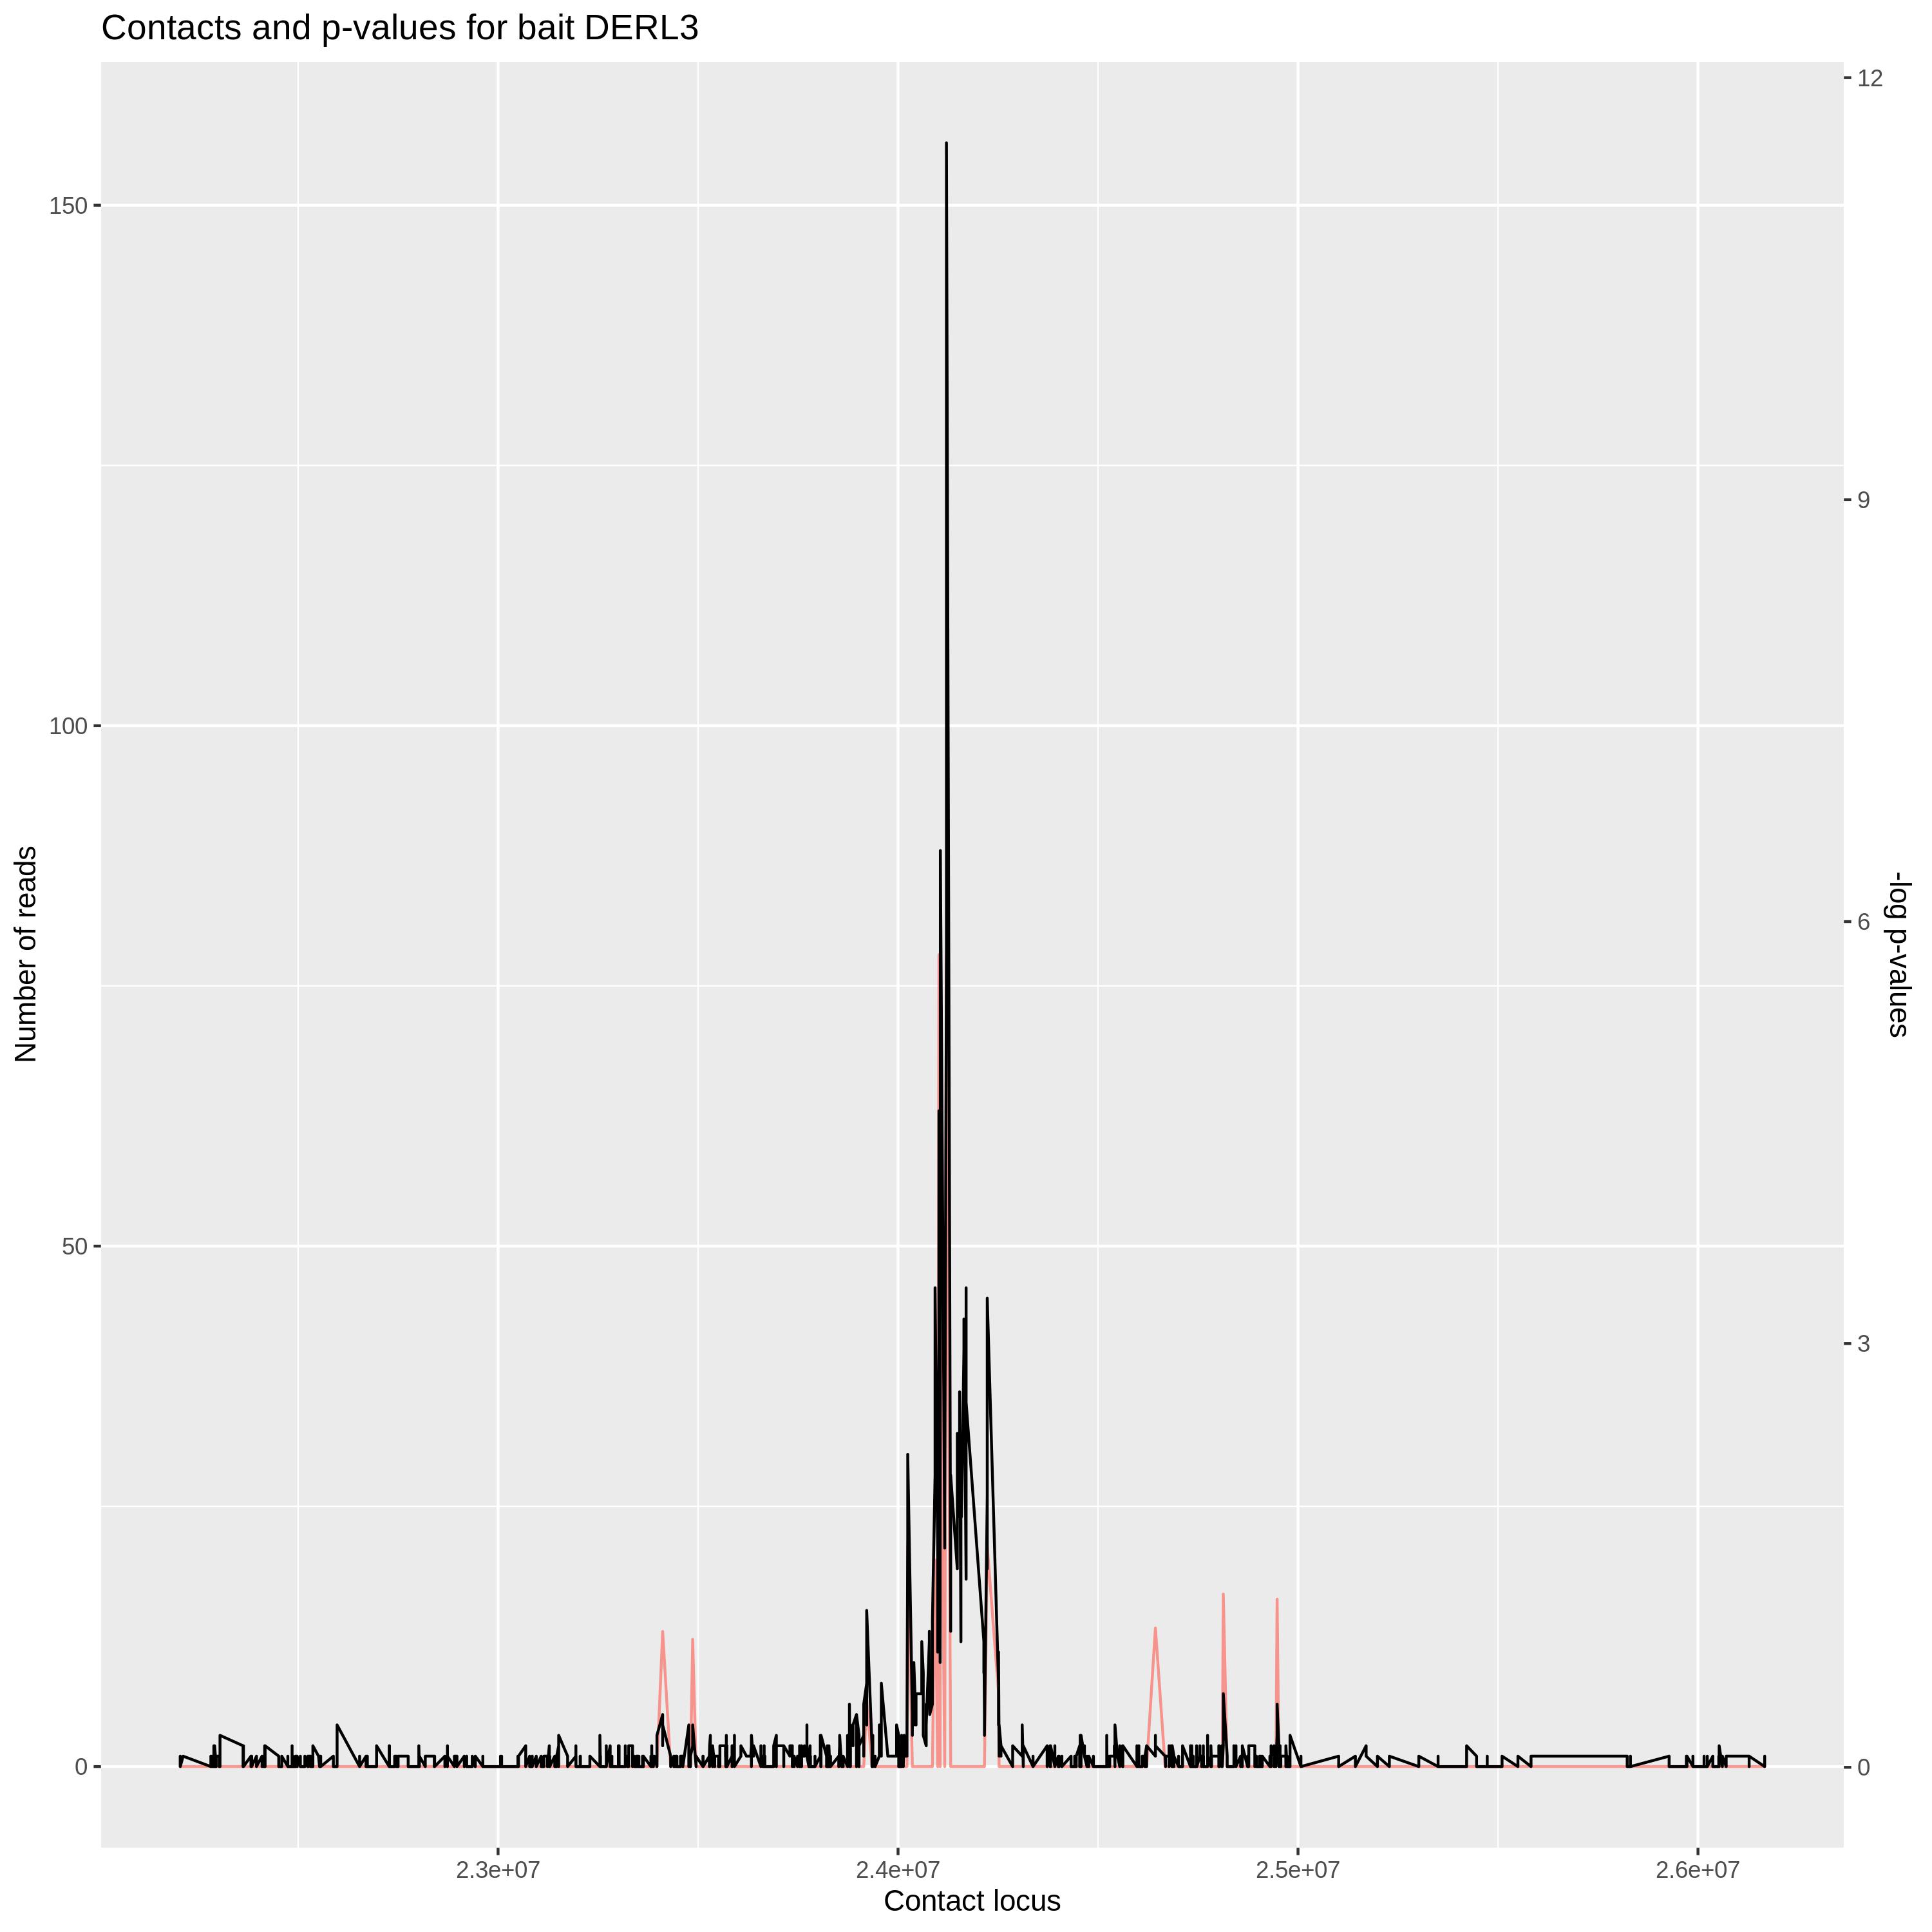 Contacts and p-values for bait DERL3
150
100
50
0
Number of reads
12
9
6
3
0
-log p-values
2.3e+07
2.4e+07
2.5e+07
2.6e+07
Contact locus